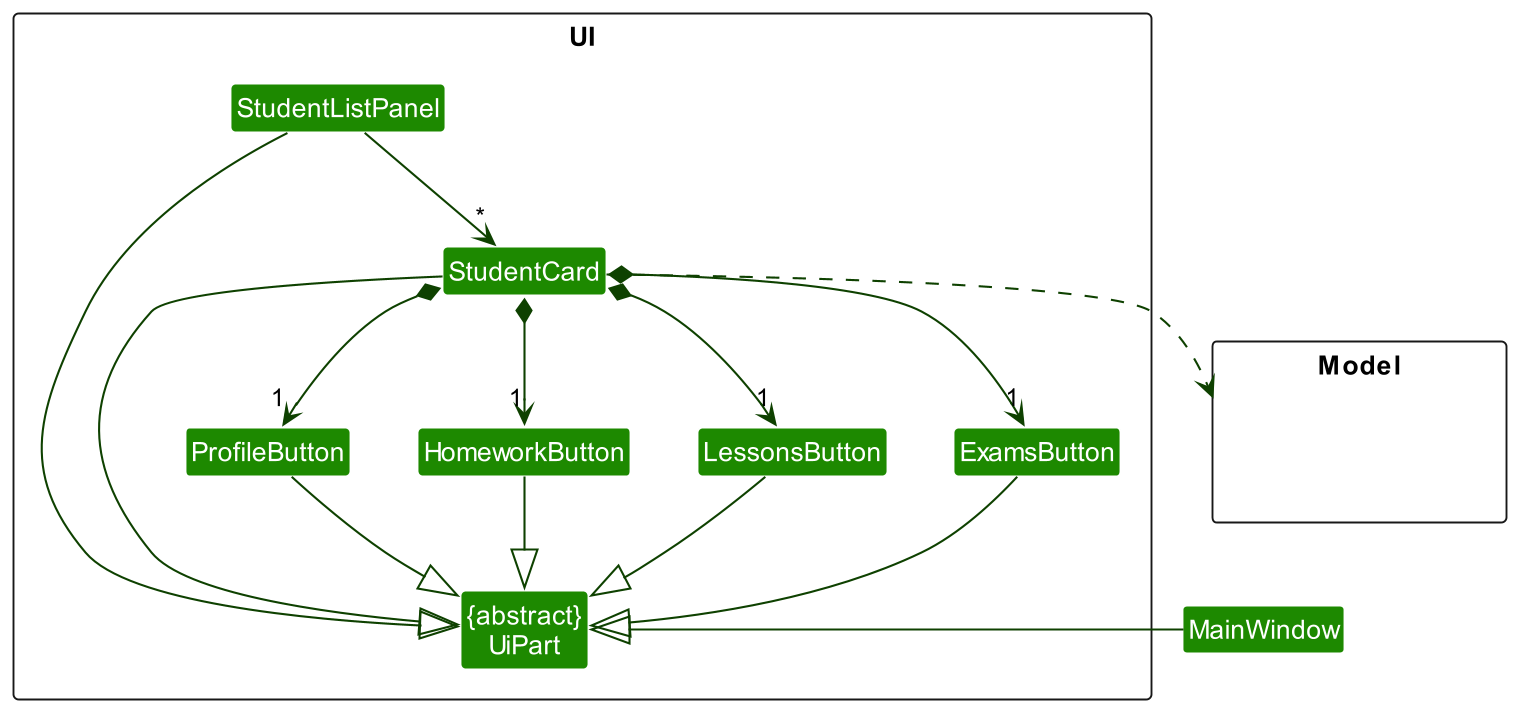 UI
StudentListPanel
*
StudentCard
Model
1
1
1
1
ProfileButton
HomeworkButton
LessonsButton
ExamsButton
{abstract}
UiPart
MainWindow